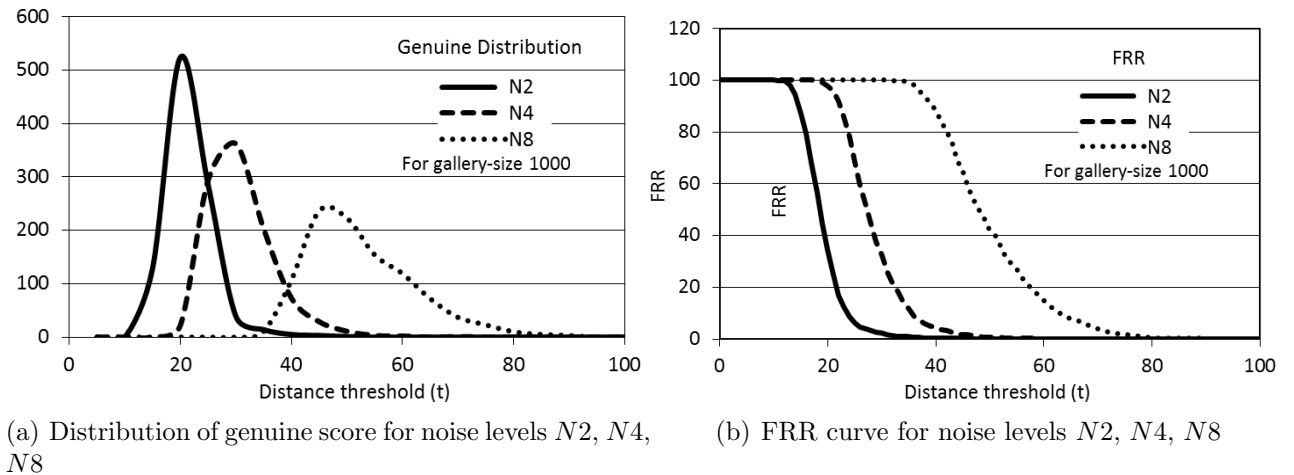 600
500
400
300
200
100
0
0 20 40 60 80 100
Distance threshold (t)
Genuine Distribution
N2
N4
N8
For gallery-size 1000
(a) Distribution of genuine score for noise levels N2, N4,
N8
120
100
80
60
40
20
0
FRR
FRR
0 20 40 60 80 100
Distance threshold (t)
FRR
N2
N4
N8
For gallery-size 1000
(b) FRR curve for noise levels N2, N4, N8